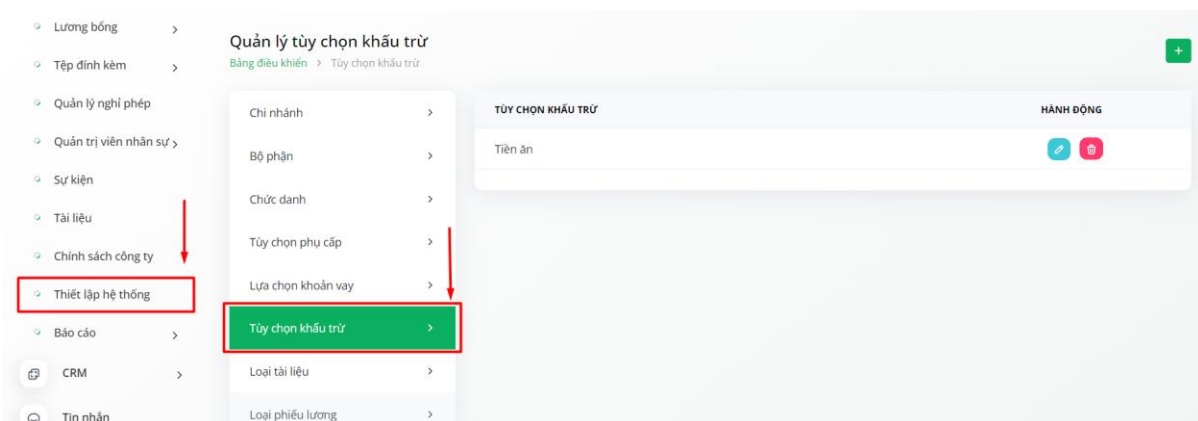 Lương bổng
Tệp đính kèm
Quản lý nghỉ phép
Quản trị viên nhân sự
Sự kiện
Tài liệu
Chính sách công ty
Thiết lập hệ thống
Báo cáo
CRM
Tin nhắn
Quản lý tùy chọn khấu trừ
Bảng điều khiển > Tùy chọn khấu trừ
Chi nhánh
Bộ phận
Chức danh
Tùy chọn phụ cấp
Lựa chọn khoản vay
Tùy chọn khấu trừ
Loại tài liệu
Loại phiếu lương
TÙY CHỌN KHẤU TRỪ HÀNH ĐỘNG
Tiền ăn